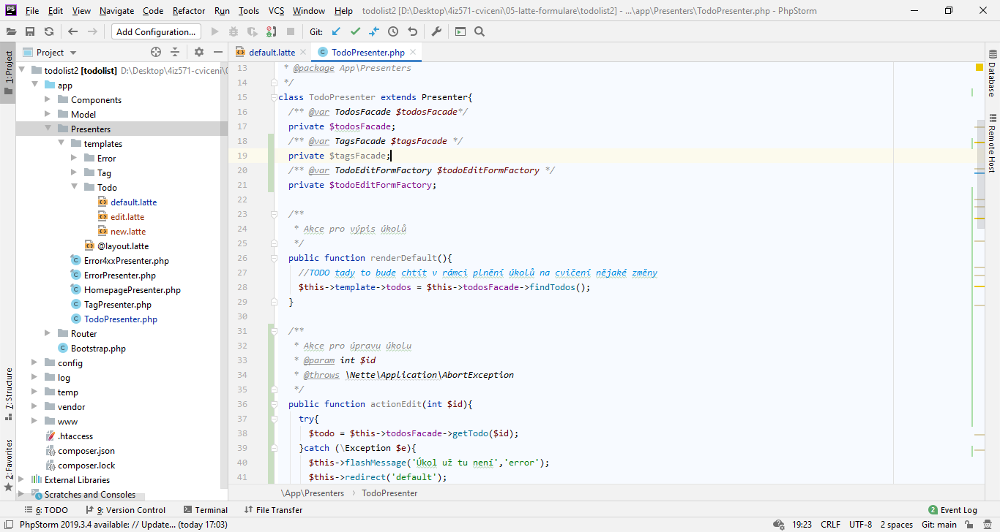 File Edit View Navigate Code Refactor Run Tools VCS Window Help todolist2 [D:\Desktop\4iz571-cviceni\05-latte-formulare\todolist2] - ...\app\Presenters\TodoPresenter.php - PhpStorm
Add Configuration... Git:
1: Project
7: Structure
2: Favorites
Project
todolist2 [todolist] D:\Desktop\4iz571-cviceni\
app
Components
Model
Presenters
templates
Error
Tag
Todo
default.latte
edit.latte
new.latte
@layout.latte
Error4xxPresenter.php
ErrorPresenter.php
HomepagePresenter.php
TagPresenter.php
TodoPresenter.php
Router
Bootstrap.php
config
log
temp
vendor
www
.htaccess
composer.json
composer.lock
External Libraries
Scratches and Consoles
default.latte TodoPresenter.php
13 * @package App\Presenters
14 */
15 class TodoPresenter extends Presenter{
16 /** @var TodosFacade $todosFacade*/
17 private $todosFacade;
18 /** @var TagsFacade $tagsFacade */
19 private $tagsFacade;
20 /** @var TodoEditFormFactory $todoEditFormFactory */
21 private $todoEditFormFactory;
22
23 /**
24 * Akce pro výpis úkolů
25 */
26 public function renderDefault(){
27 //TODO tady to bude chtít v rámci plnění úkolů na cvičení nějaké změny
28 $this->template->todos = $this->todosFacade->findTodos();
29 }
30
31 /**
32 * Akce pro úpravu úkolu
33 * @param int $id
34 * @throws \Nette\Application\AbortException
35 */
36 public function actionEdit(int $id){
37 try{
38 $todo = $this->todosFacade->getTodo($id);
39 }catch (\Exception $e){
40 $this->flashMessage('Úkol už tu není','error');
41 $this->redirect('default');
\App\Presenters › TodoPresenter
Database
Remote Host
6: TODO 9: Version Control Terminal File Transfer 2 Event Log
PhpStorm 2019.3.4 available: // Update... (today 17:03) 19:23 CRLF UTF-8 2 spaces Git: main